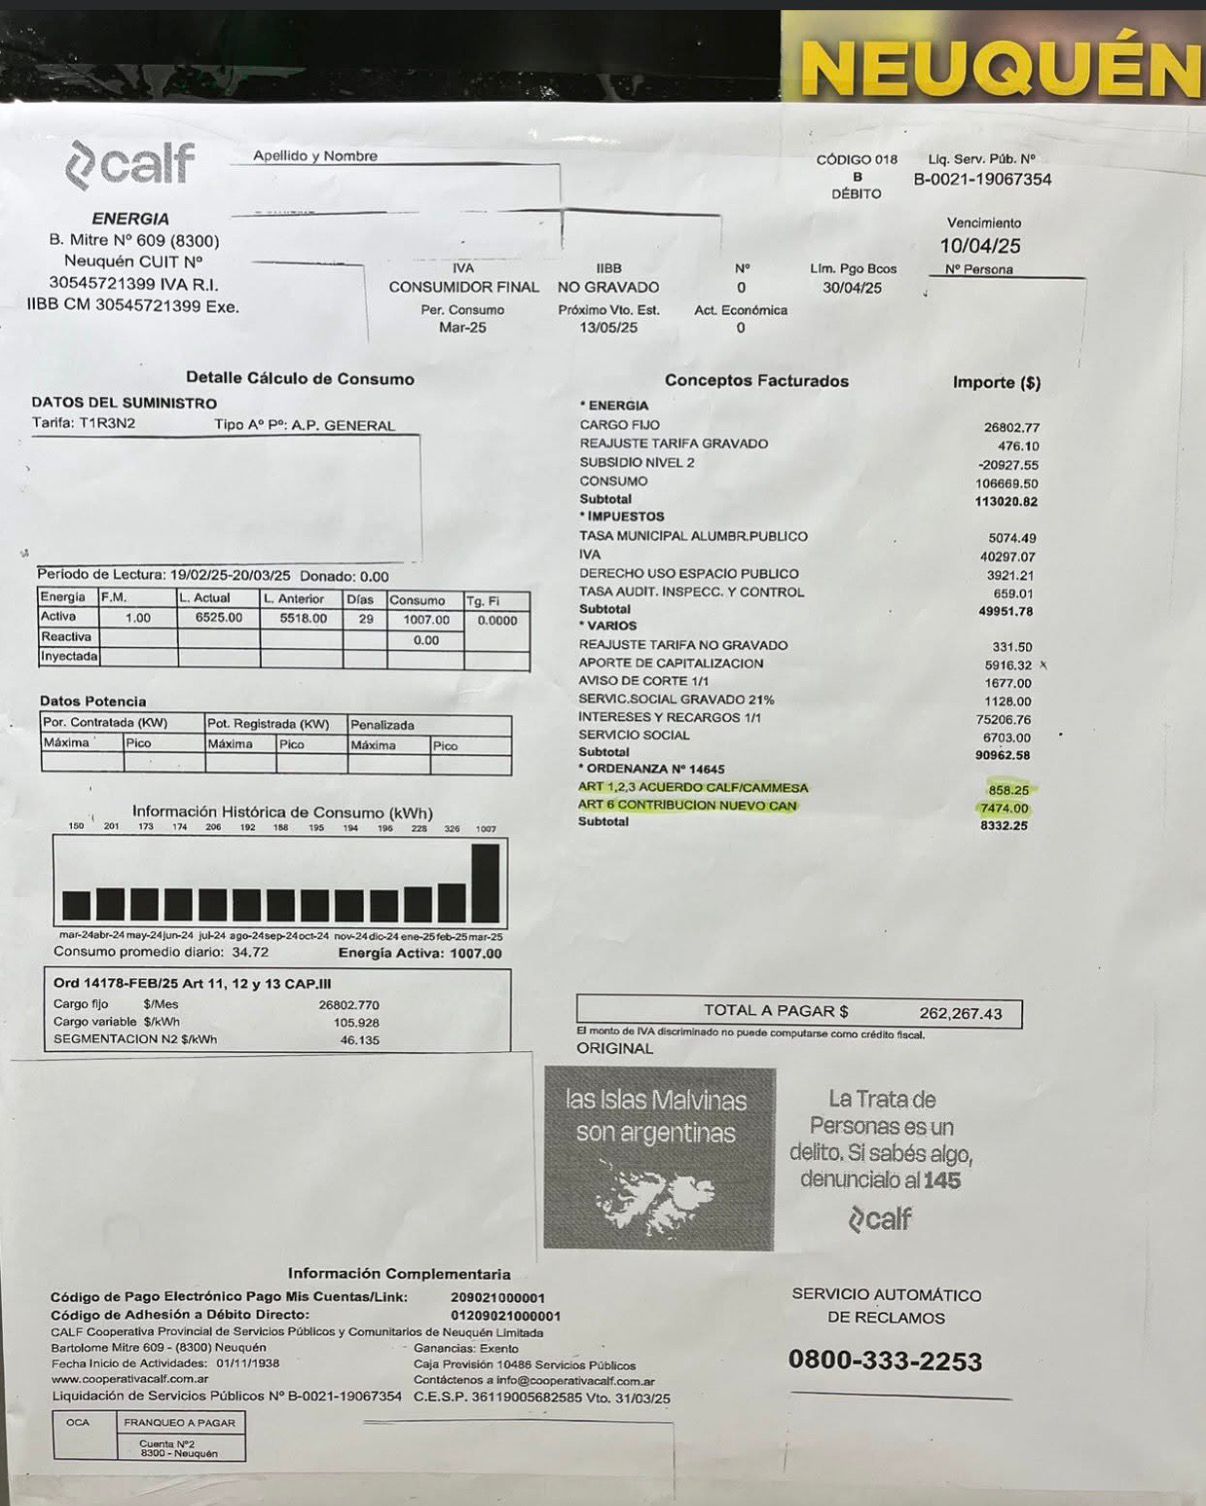 NEUQUÉN
calf
Apellido y Nombre
CÓDIGO 018
B
DÉBITO
Liq. Serv. Púb. Nº
B-0021-19067354
ENERGIA
B. Mitre Nº 609 (8300)
Neuquén CUIT Nº
30545721399 IVA R.I.
IIBB CM 30545721399 Exe.
Vencimiento
10/04/25
IVA
CONSUMIDOR FINAL
IIBB
NO GRAVADO
Nº
0
Lím. Pgo Bcos
30/04/25
Nº Persona
Per. Consumo
Mar-25
Próximo Vto. Est.
13/05/25
Act. Económica
0
Detalle Cálculo de Consumo
DATOS DEL SUMINISTRO
Tarifa: T1R3N2 Tipo Aº Pº: A.P. GENERAL
Periodo de Lectura: 19/02/25-20/03/25 Donado: 0.00
Energía F.M. L. Actual L. Anterior Días Consumo Tg. Fi
Activa 1.00 6525.00 5518.00 29 1007.00 0.0000
Reactiva 0.00
Inyectada
Datos Potencia
Por. Contratada (KW) Pot. Registrada (KW) Penalizada
Máxima Pico Máxima Pico Máxima Pico
Información Histórica de Consumo (kWh)
150 201 173 174 206 192 188 195 194 196 228 326 1007
mar-24 abr-24 may-24 jun-24 jul-24 ago-24 sep-24 oct-24 nov-24 dic-24 ene-25 feb-25 mar-25
Consumo promedio diario: 34.72 Energía Activa: 1007.00
Ord 14178-FEB/25 Art 11, 12 y 13 CAP.III
Cargo fijo $/Mes 26802.770
Cargo variable $/kWh 105.928
SEGMENTACION N2 $/kWh 46.135
Conceptos Facturados Importe ($)
* ENERGIA
CARGO FIJO 26802.77
REAJUSTE TARIFA GRAVADO 476.10
SUBSIDIO NIVEL 2 -20927.55
CONSUMO 106669.50
Subtotal 113020.82
* IMPUESTOS
TASA MUNICIPAL ALUMBR.PUBLICO 5074.49
IVA 40297.07
DERECHO USO ESPACIO PUBLICO 3921.21
TASA AUDIT. INSPECC. Y CONTROL 659.01
Subtotal 49951.78
* VARIOS
REAJUSTE TARIFA NO GRAVADO 331.50
APORTE DE CAPITALIZACION 5916.32 x
AVISO DE CORTE 1/1 1677.00
SERVIC.SOCIAL GRAVADO 21% 1128.00
INTERESES Y RECARGOS 1/1 75206.76
SERVICIO SOCIAL 6703.00
Subtotal 90962.58
* ORDENANZA Nº 14645
ART 1,2,3 ACUERDO CALF/CAMMESA 858.25
ART 6 CONTRIBUCION NUEVO CAN 7474.00
Subtotal 8332.25
TOTAL A PAGAR $ 262,267.43
El monto de IVA discriminado no puede computarse como crédito fiscal.
ORIGINAL
las Islas Malvinas
son argentinas
La Trata de
Personas es un
delito. Si sabés algo,
denuncialo al 145
calf
Información Complementaria
Código de Pago Electrónico Pago Mis Cuentas/Link: 209021000001
Código de Adhesión a Débito Directo: 01209021000001
CALF Cooperativa Provincial de Servicios Públicos y Comunitarios de Neuquén Limitada
Bartolome Mitre 609 - (8300) Neuquén Ganancias: Exento
Fecha Inicio de Actividades: 01/11/1938 Caja Previsión 10486 Servicios Públicos
www.cooperativacalf.com.ar Contáctenos a info@cooperativacalf.com.ar
Liquidación de Servicios Públicos Nº B-0021-19067354 C.E.S.P. 36119005682585 Vto. 31/03/25
SERVICIO AUTOMÁTICO
DE RECLAMOS
0800-333-2253
OCA
FRANQUEO A PAGAR
Cuenta Nº2
8300 - Neuquén